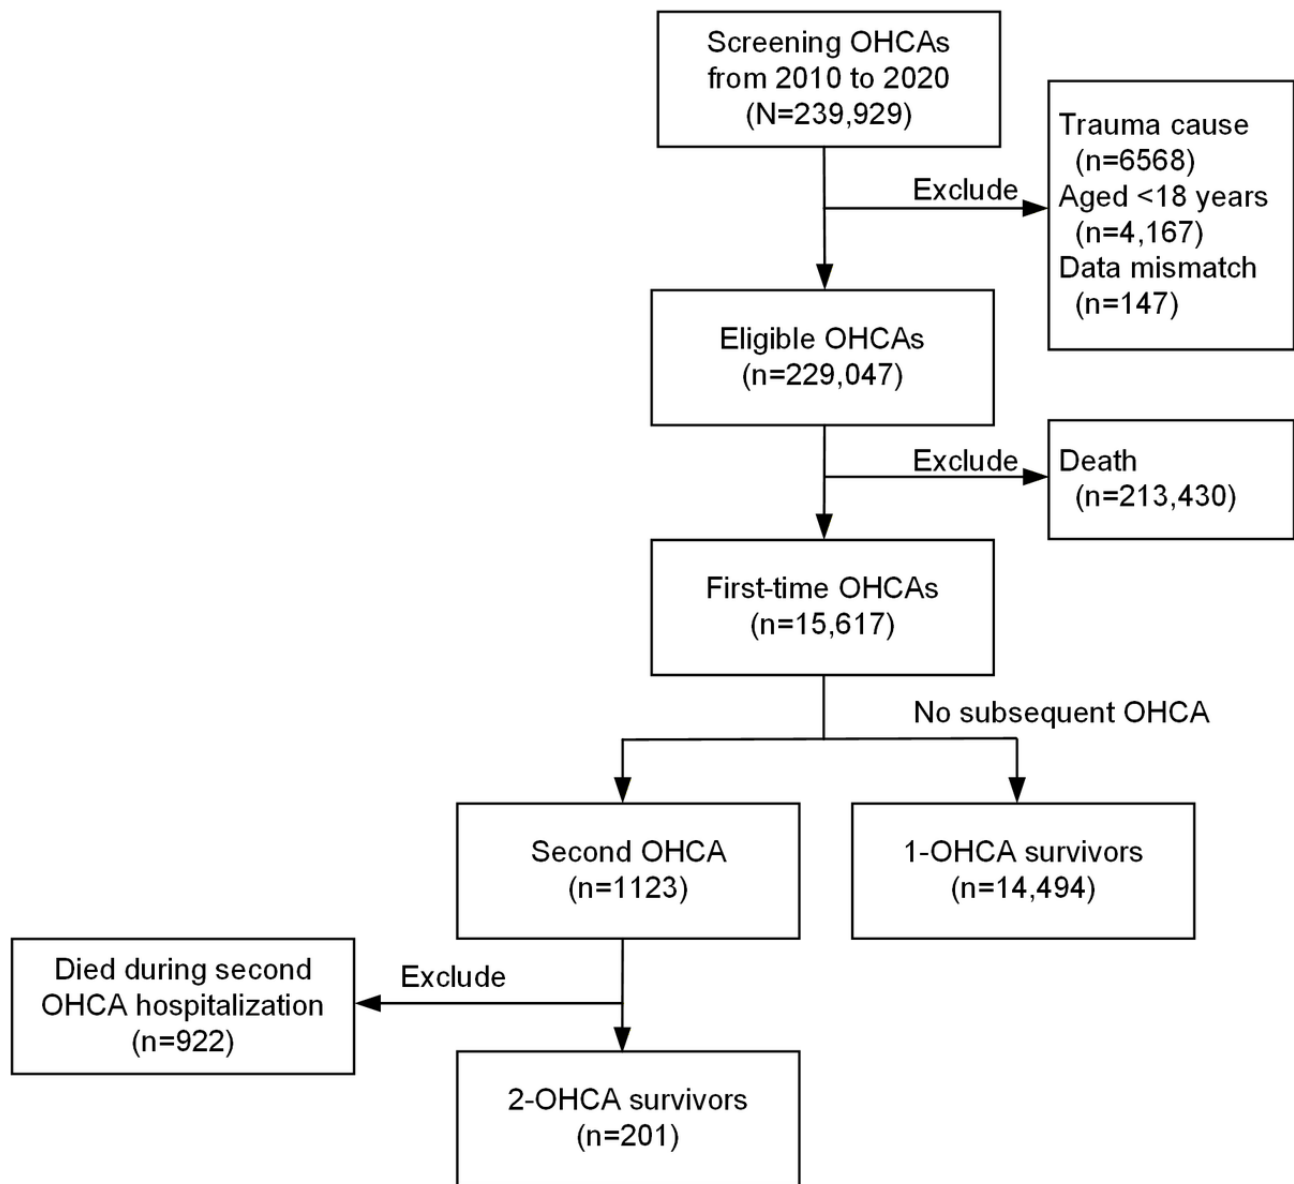 Screening OHCAs
from 2010 to 2020
(N=239,929)
Exclude
Trauma cause
(n=6568)
Aged <18 years
(n=4,167)
Data mismatch
(n=147)
Eligible OHCAs
(n=229,047)
Exclude
Death
(n=213,430)
First-time OHCAs
(n=15,617)
No subsequent OHCA
Second OHCA
(n=1123)
1-OHCA survivors
(n=14,494)
Exclude
Died during second
OHCA hospitalization
(n=922)
2-OHCA survivors
(n=201)